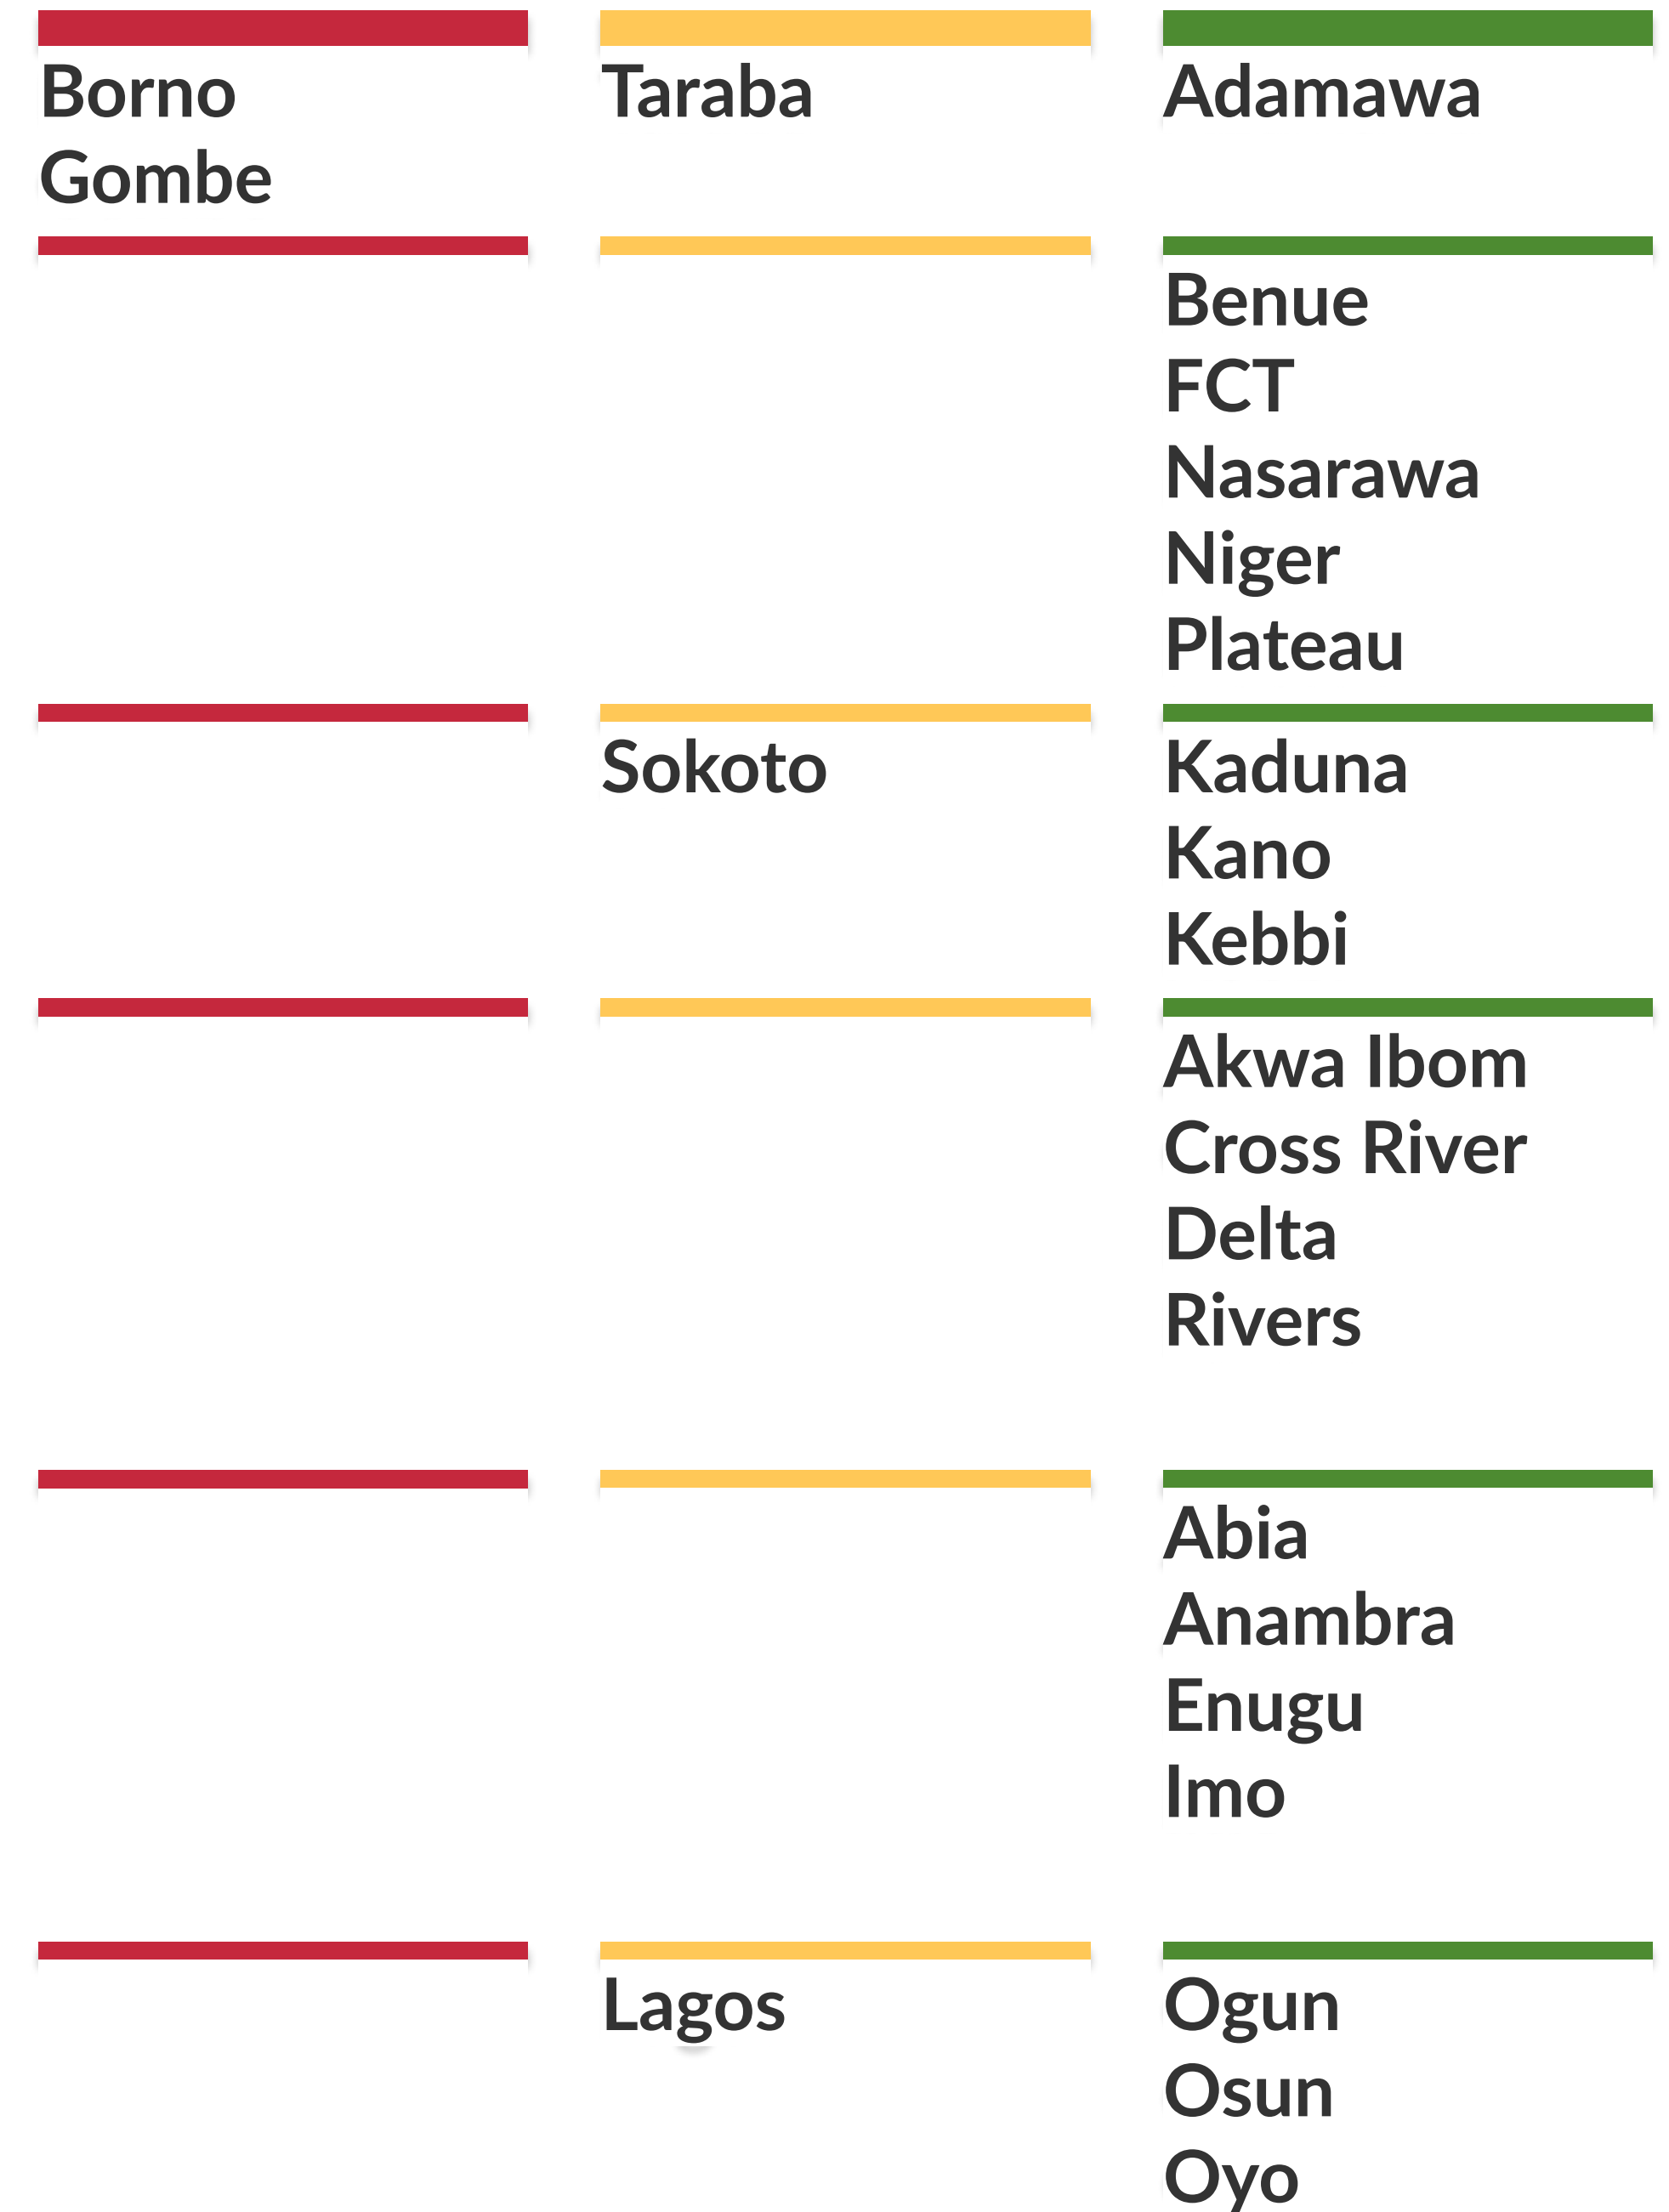 Borno
Gombe
Taraba
Adamawa
Benue
FCT
Nasarawa
Niger
Plateau
Sokoto
Kaduna
Kano
Kebbi
Akwa Ibom
Cross River
Delta
Rivers
Abia
Anambra
Enugu
Imo
Lagos
Ogun
Osun
Oyo